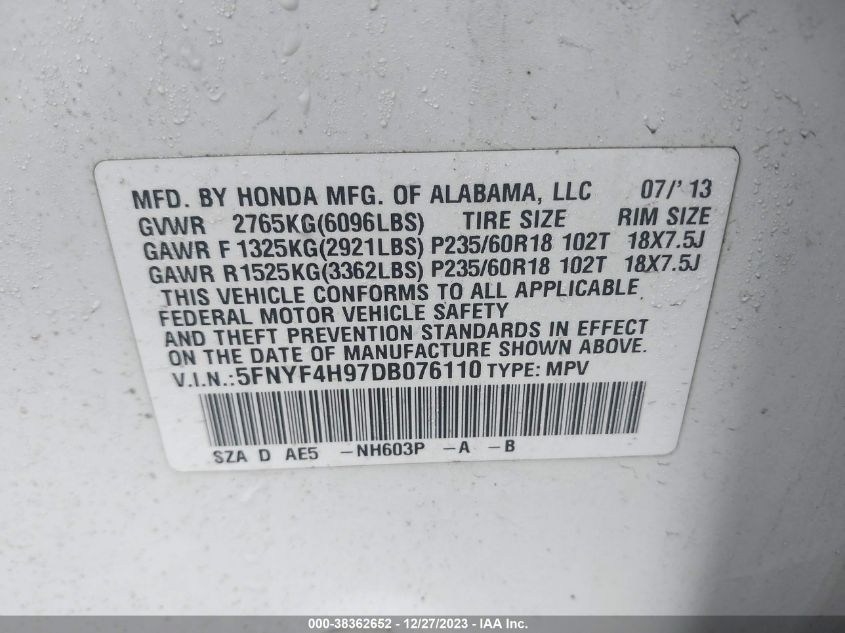 MFD. BY HONDA MFG. OF ALABAMA, LLC 07/'13
GVWR 2765KG(6096LBS) TIRE SIZE RIM SIZE
GAWR F 1325KG(2921LBS) P235/60R18 102T 18X7.5J
GAWR R1525KG(3362LBS) P235/60R18 102T 18X7.5J
THIS VEHICLE CONFORMS TO ALL APPLICABLE
FEDERAL MOTOR VEHICLE SAFETY
AND THEFT PREVENTION STANDARDS IN EFFECT
ON THE DATE OF MANUFACTURE SHOWN ABOVE.
V.I.N.:5FNYF4H97DB076110 TYPE: MPV
SZA D AE5 -NH603P -A -B
000-38362652 - 12/27/2023 - IAA Inc.